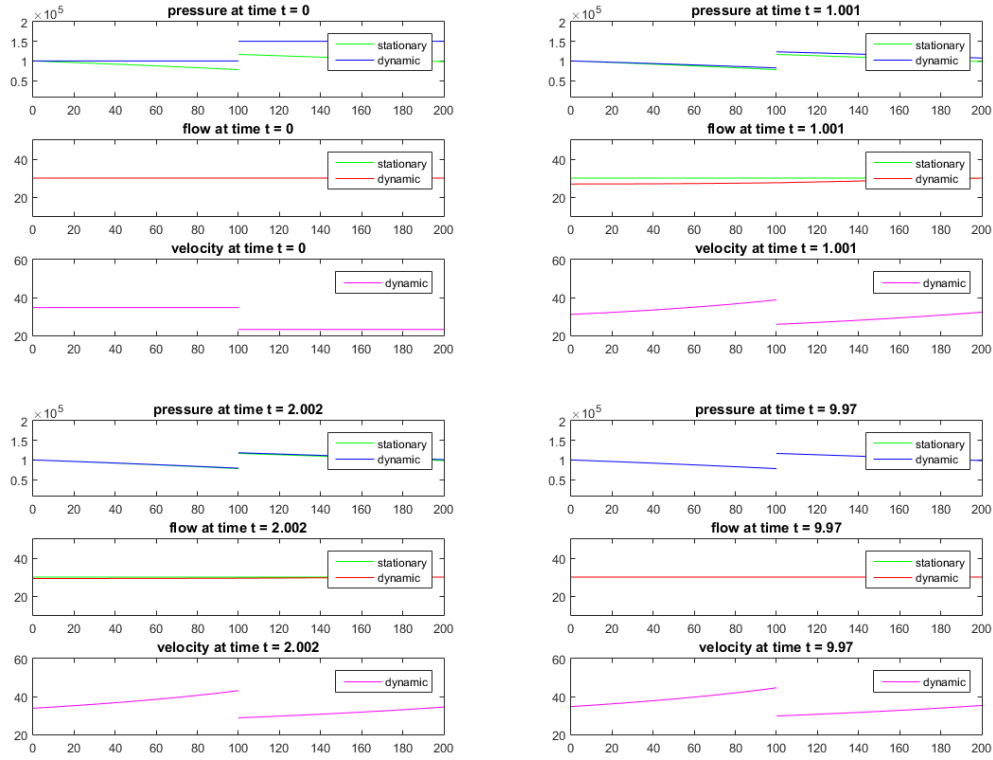 pressure at time t = 0
×10^5
2
1.5
1
0.5
stationary
dynamic
0 20 40 60 80 100 120 140 160 180 200
flow at time t = 0
40
20
stationary
dynamic
0 20 40 60 80 100 120 140 160 180 200
velocity at time t = 0
60
40
20
dynamic
0 20 40 60 80 100 120 140 160 180 200
pressure at time t = 1.001
×10^5
2
1.5
1
0.5
stationary
dynamic
0 20 40 60 80 100 120 140 160 180 200
flow at time t = 1.001
40
20
stationary
dynamic
0 20 40 60 80 100 120 140 160 180 200
velocity at time t = 1.001
60
40
20
dynamic
0 20 40 60 80 100 120 140 160 180 200
pressure at time t = 2.002
×10^5
2
1.5
1
0.5
stationary
dynamic
0 20 40 60 80 100 120 140 160 180 200
flow at time t = 2.002
40
20
stationary
dynamic
0 20 40 60 80 100 120 140 160 180 200
velocity at time t = 2.002
60
40
20
dynamic
0 20 40 60 80 100 120 140 160 180 200
pressure at time t = 9.97
×10^5
2
1.5
1
0.5
stationary
dynamic
0 20 40 60 80 100 120 140 160 180 200
flow at time t = 9.97
40
20
stationary
dynamic
0 20 40 60 80 100 120 140 160 180 200
velocity at time t = 9.97
60
40
20
dynamic
0 20 40 60 80 100 120 140 160 180 200